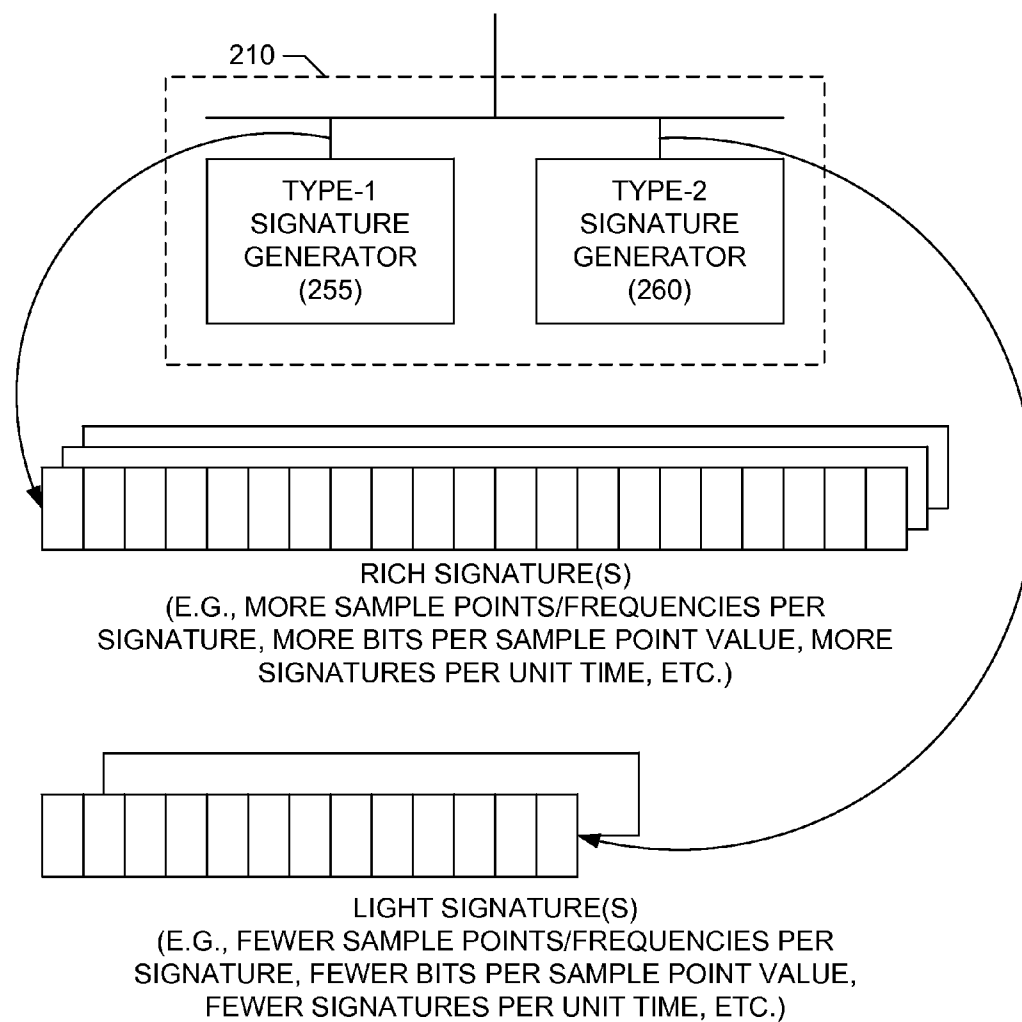 210
TYPE-1
SIGNATURE
GENERATOR
(255)
TYPE-2
SIGNATURE
GENERATOR
(260)
RICH SIGNATURE(S)
(E.G., MORE SAMPLE POINTS/FREQUENCIES PER
SIGNATURE, MORE BITS PER SAMPLE POINT VALUE, MORE
SIGNATURES PER UNIT TIME, ETC.)
LIGHT SIGNATURE(S)
(E.G., FEWER SAMPLE POINTS/FREQUENCIES PER
SIGNATURE, FEWER BITS PER SAMPLE POINT VALUE,
FEWER SIGNATURES PER UNIT TIME, ETC.)